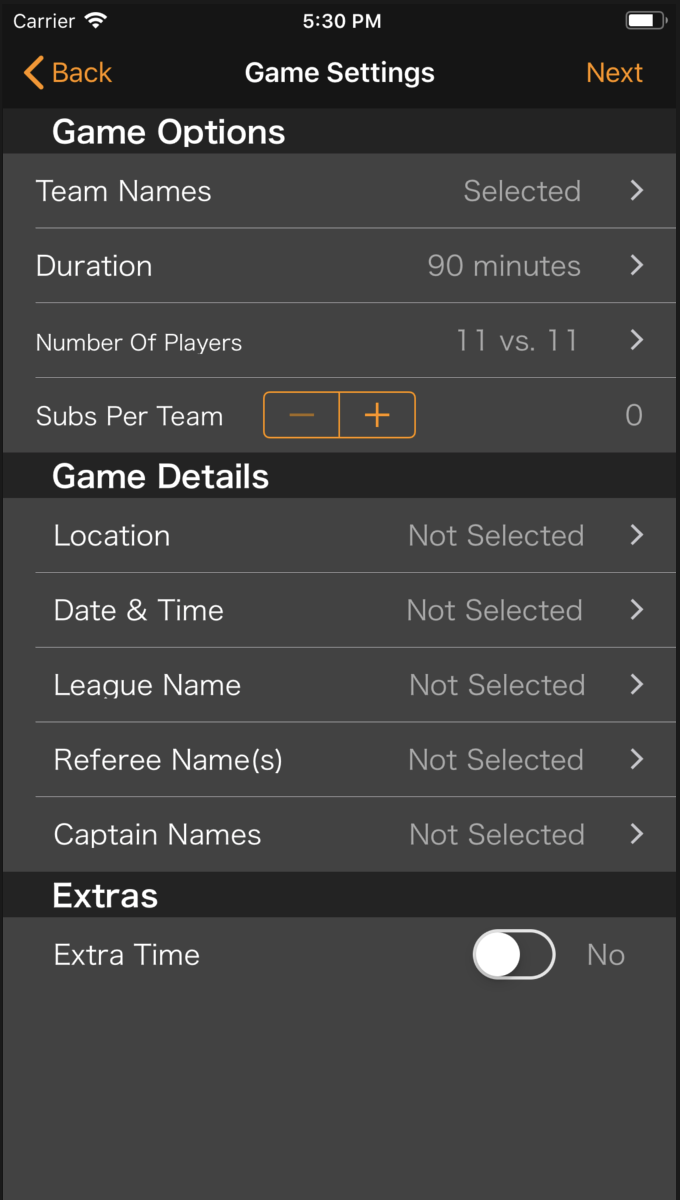 Carrier 5:30 PM
Back Game Settings Next
Game Options
Team Names Selected
Duration 90 minutes
Number Of Players 11 vs. 11
Subs Per Team − + 0
Game Details
Location Not Selected
Date & Time Not Selected
League Name Not Selected
Referee Name(s) Not Selected
Captain Names Not Selected
Extras
Extra Time No